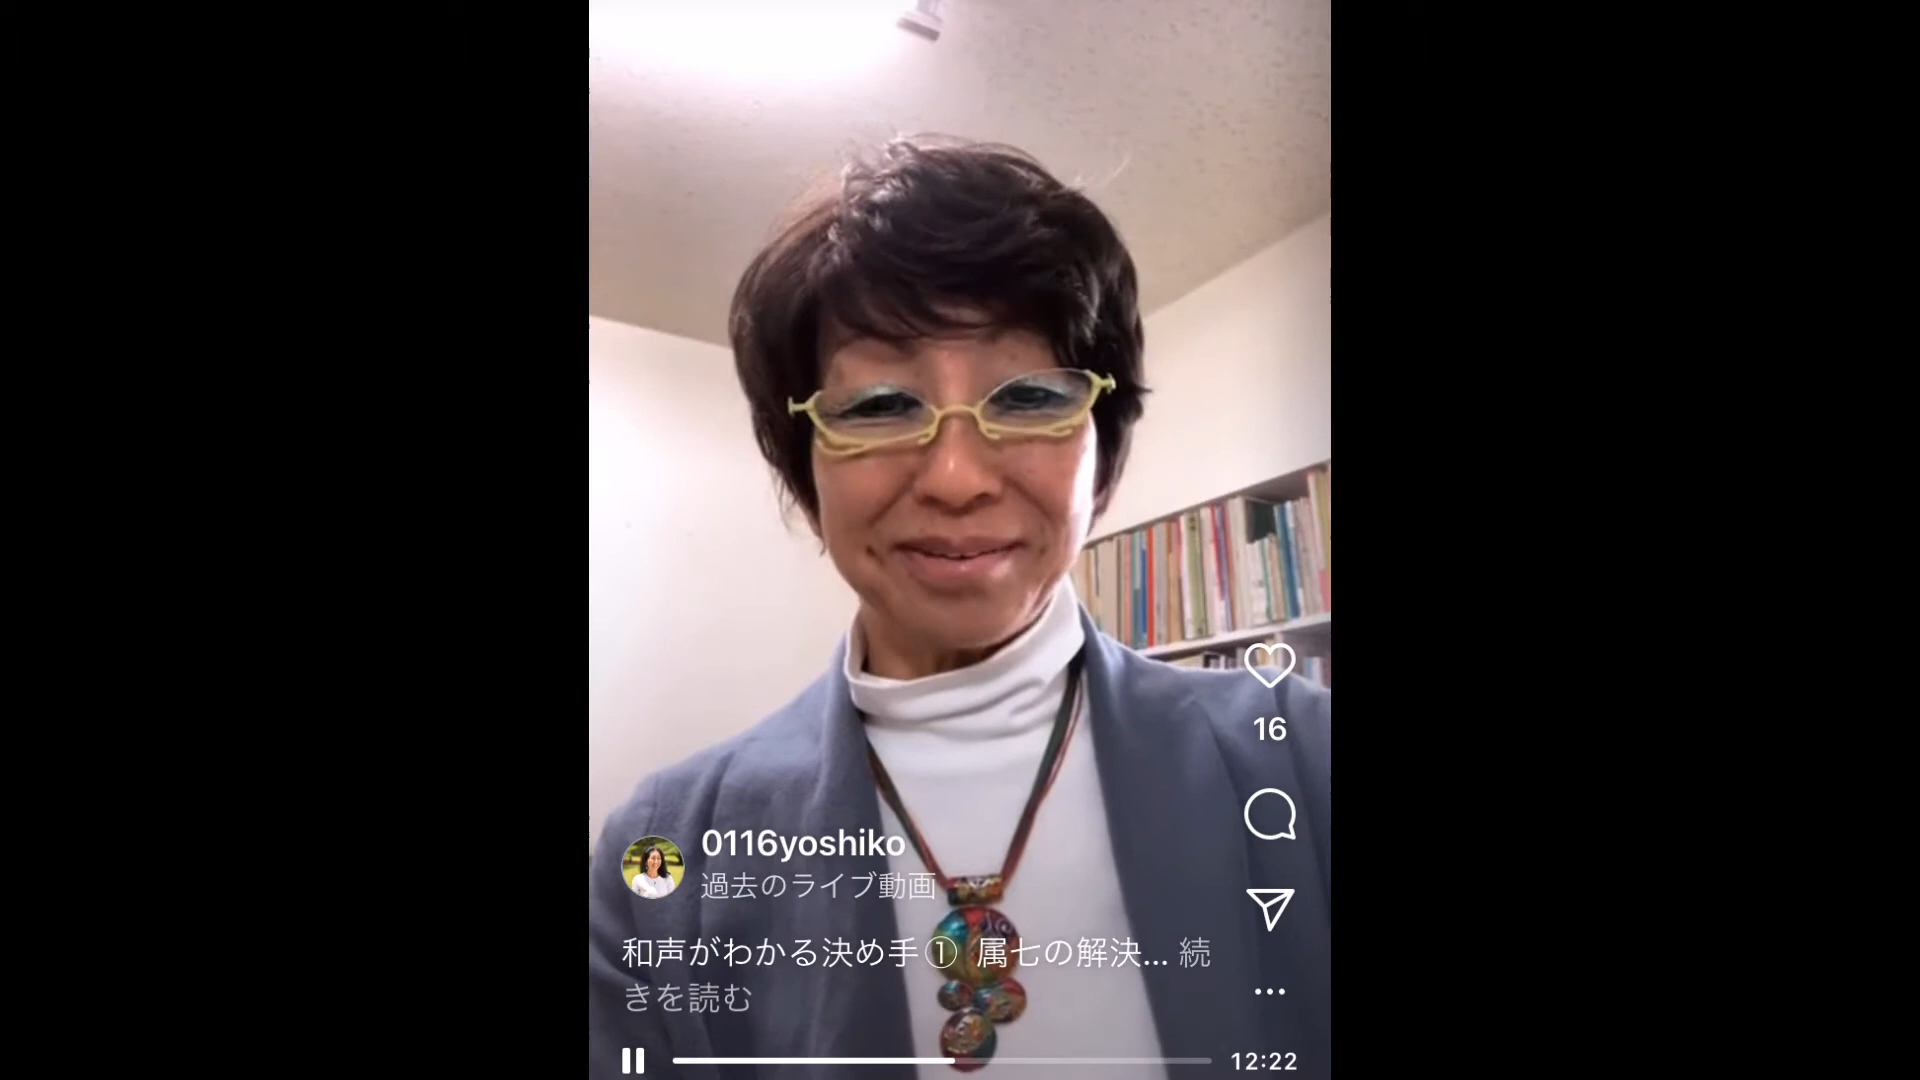 16
0116yoshiko
過去のライブ動画
和声がわかる決め手① 属七の解決... 続
きを読む
12:22